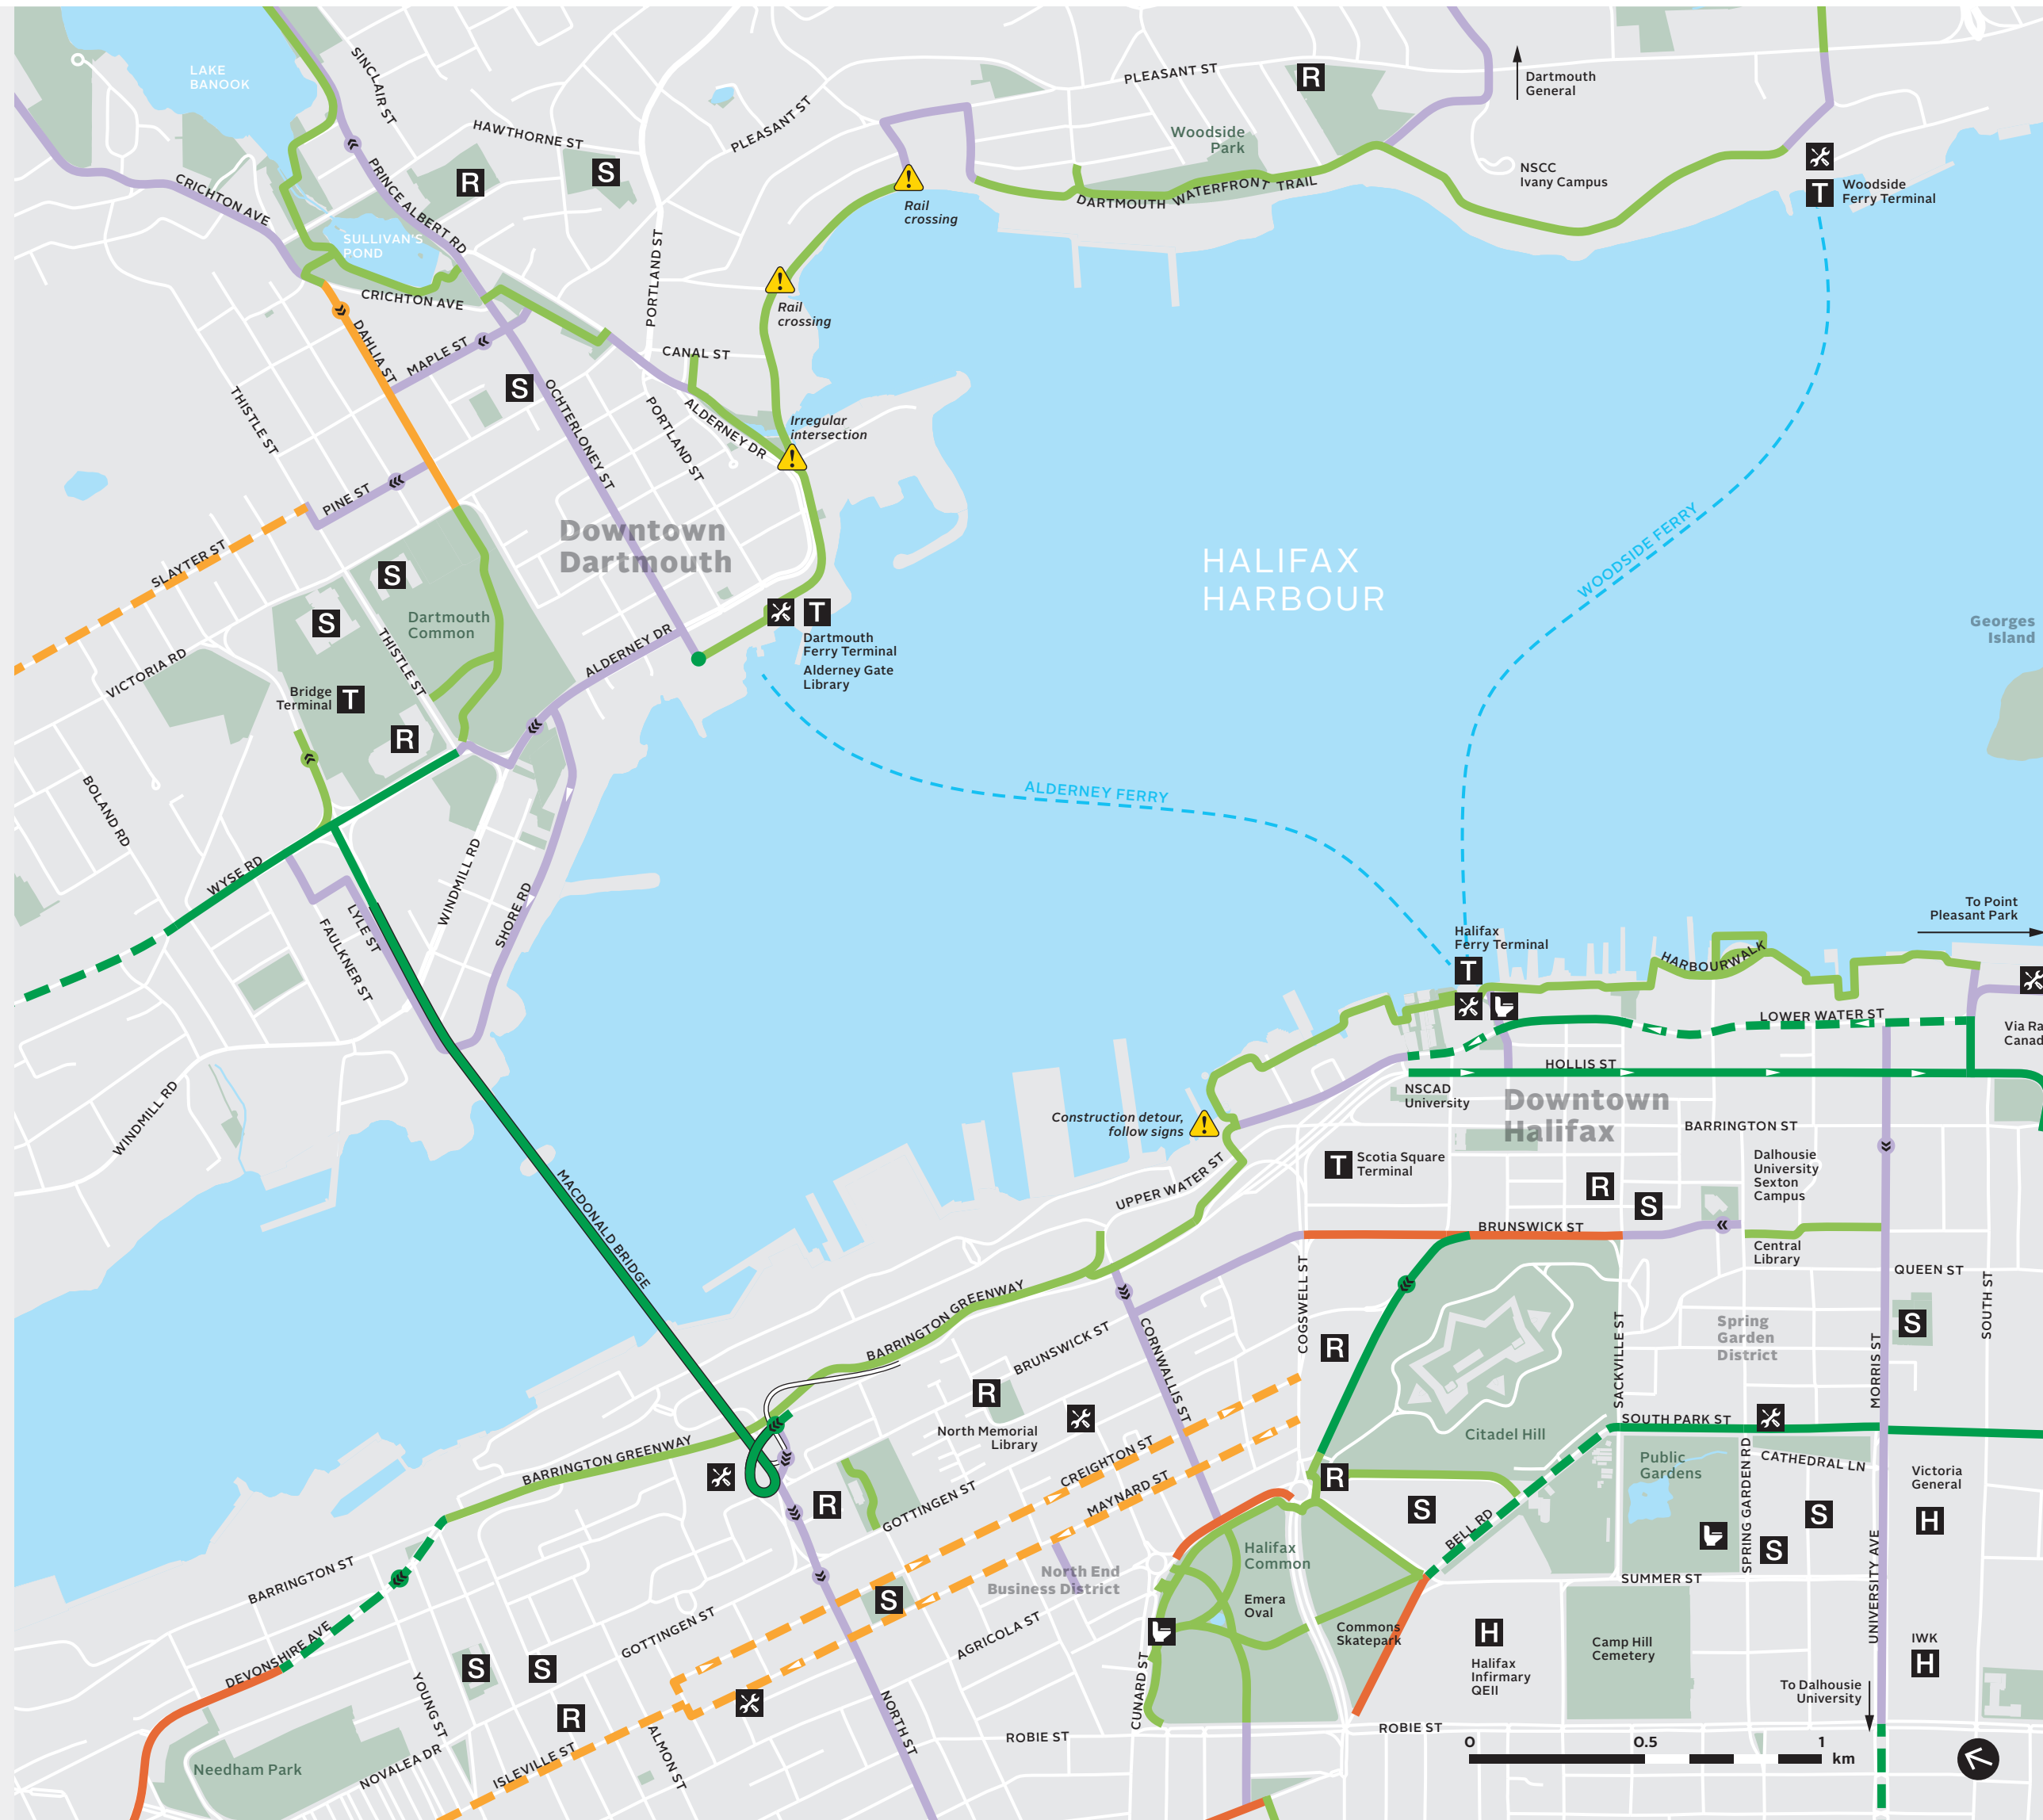 LAKE
BANOOK
SINCLAIR ST
HAWTHORNE ST
PLEASANT ST
PLEASANT ST
R
Dartmouth
General
Woodside
Park
S
R
NSCC
Ivany Campus
T
Woodside
Ferry Terminal
CRICHTON AVE
PRINCE ALBERT RD
DARTMOUTH WATERFRONT TRAIL
!
Rail
crossing
SULLIVAN'S
POND
CRICHTON AVE
PORTLAND ST
!
Rail
crossing
DAHLIA ST
MAPLE ST
CANAL ST
S
OCHTERLONEY ST
PORTLAND ST
ALDERNEY DR
Irregular
intersection
!
THISTLE ST
PINE ST
SLAYTER ST
Downtown
Dartmouth
HALIFAX
HARBOUR
WOODSIDE FERRY
Georges
Island
S
S
Dartmouth
Common
THISTLE ST
VICTORIA RD
ALDERNEY DR
T
Dartmouth
Ferry Terminal
Alderney Gate
Library
Bridge
Terminal
T
R
BOLAND RD
ALDERNEY FERRY
WYSE RD
LYLE ST
FAULKNER ST
WINDMILL RD
SHORE RD
WINDMILL RD
To Point
Pleasant Park
Halifax
Ferry Terminal
T
HARBOURWALK
LOWER WATER ST
Via Ra
Canad
HOLLIS ST
NSCAD
University
Downtown
Halifax
BARRINGTON ST
Construction detour,
follow signs
!
UPPER WATER ST
T
Scotia Square
Terminal
Dalhousie
University
Sexton
Campus
R
S
BRUNSWICK ST
Central
Library
QUEEN ST
MACDONALD BRIDGE
BARRINGTON GREENWAY
BRUNSWICK ST
CORNWALLIS ST
COGSWELL ST
R
SACKVILLE ST
Spring
Garden
District
MORRIS ST
S
SOUTH ST
R
North Memorial
Library
Citadel Hill
SOUTH PARK ST
BARRINGTON GREENWAY
R
GOTTINGEN ST
CREIGHTON ST
MAYNARD ST
R
S
BELL RD
Public
Gardens
SPRING GARDEN RD
CATHEDRAL LN
S
S
Victoria
General
H
BARRINGTON ST
DEVONSHIRE AVE
North End
Business District
Halifax
Common
Emera
Oval
Commons
Skatepark
SUMMER ST
UNIVERSITY AVE
S
GOTTINGEN ST
AGRICOLA ST
CUNARD ST
H
Halifax
Infirmary
QEII
Camp Hill
Cemetery
IWK
H
To Dalhousie
University
S
S
R
YOUNG ST
Needham Park
NOVALEA DR
ISLEVILLE ST
ALMON ST
NORTH ST
ROBIE ST
ROBIE ST
0 0.5 1
km